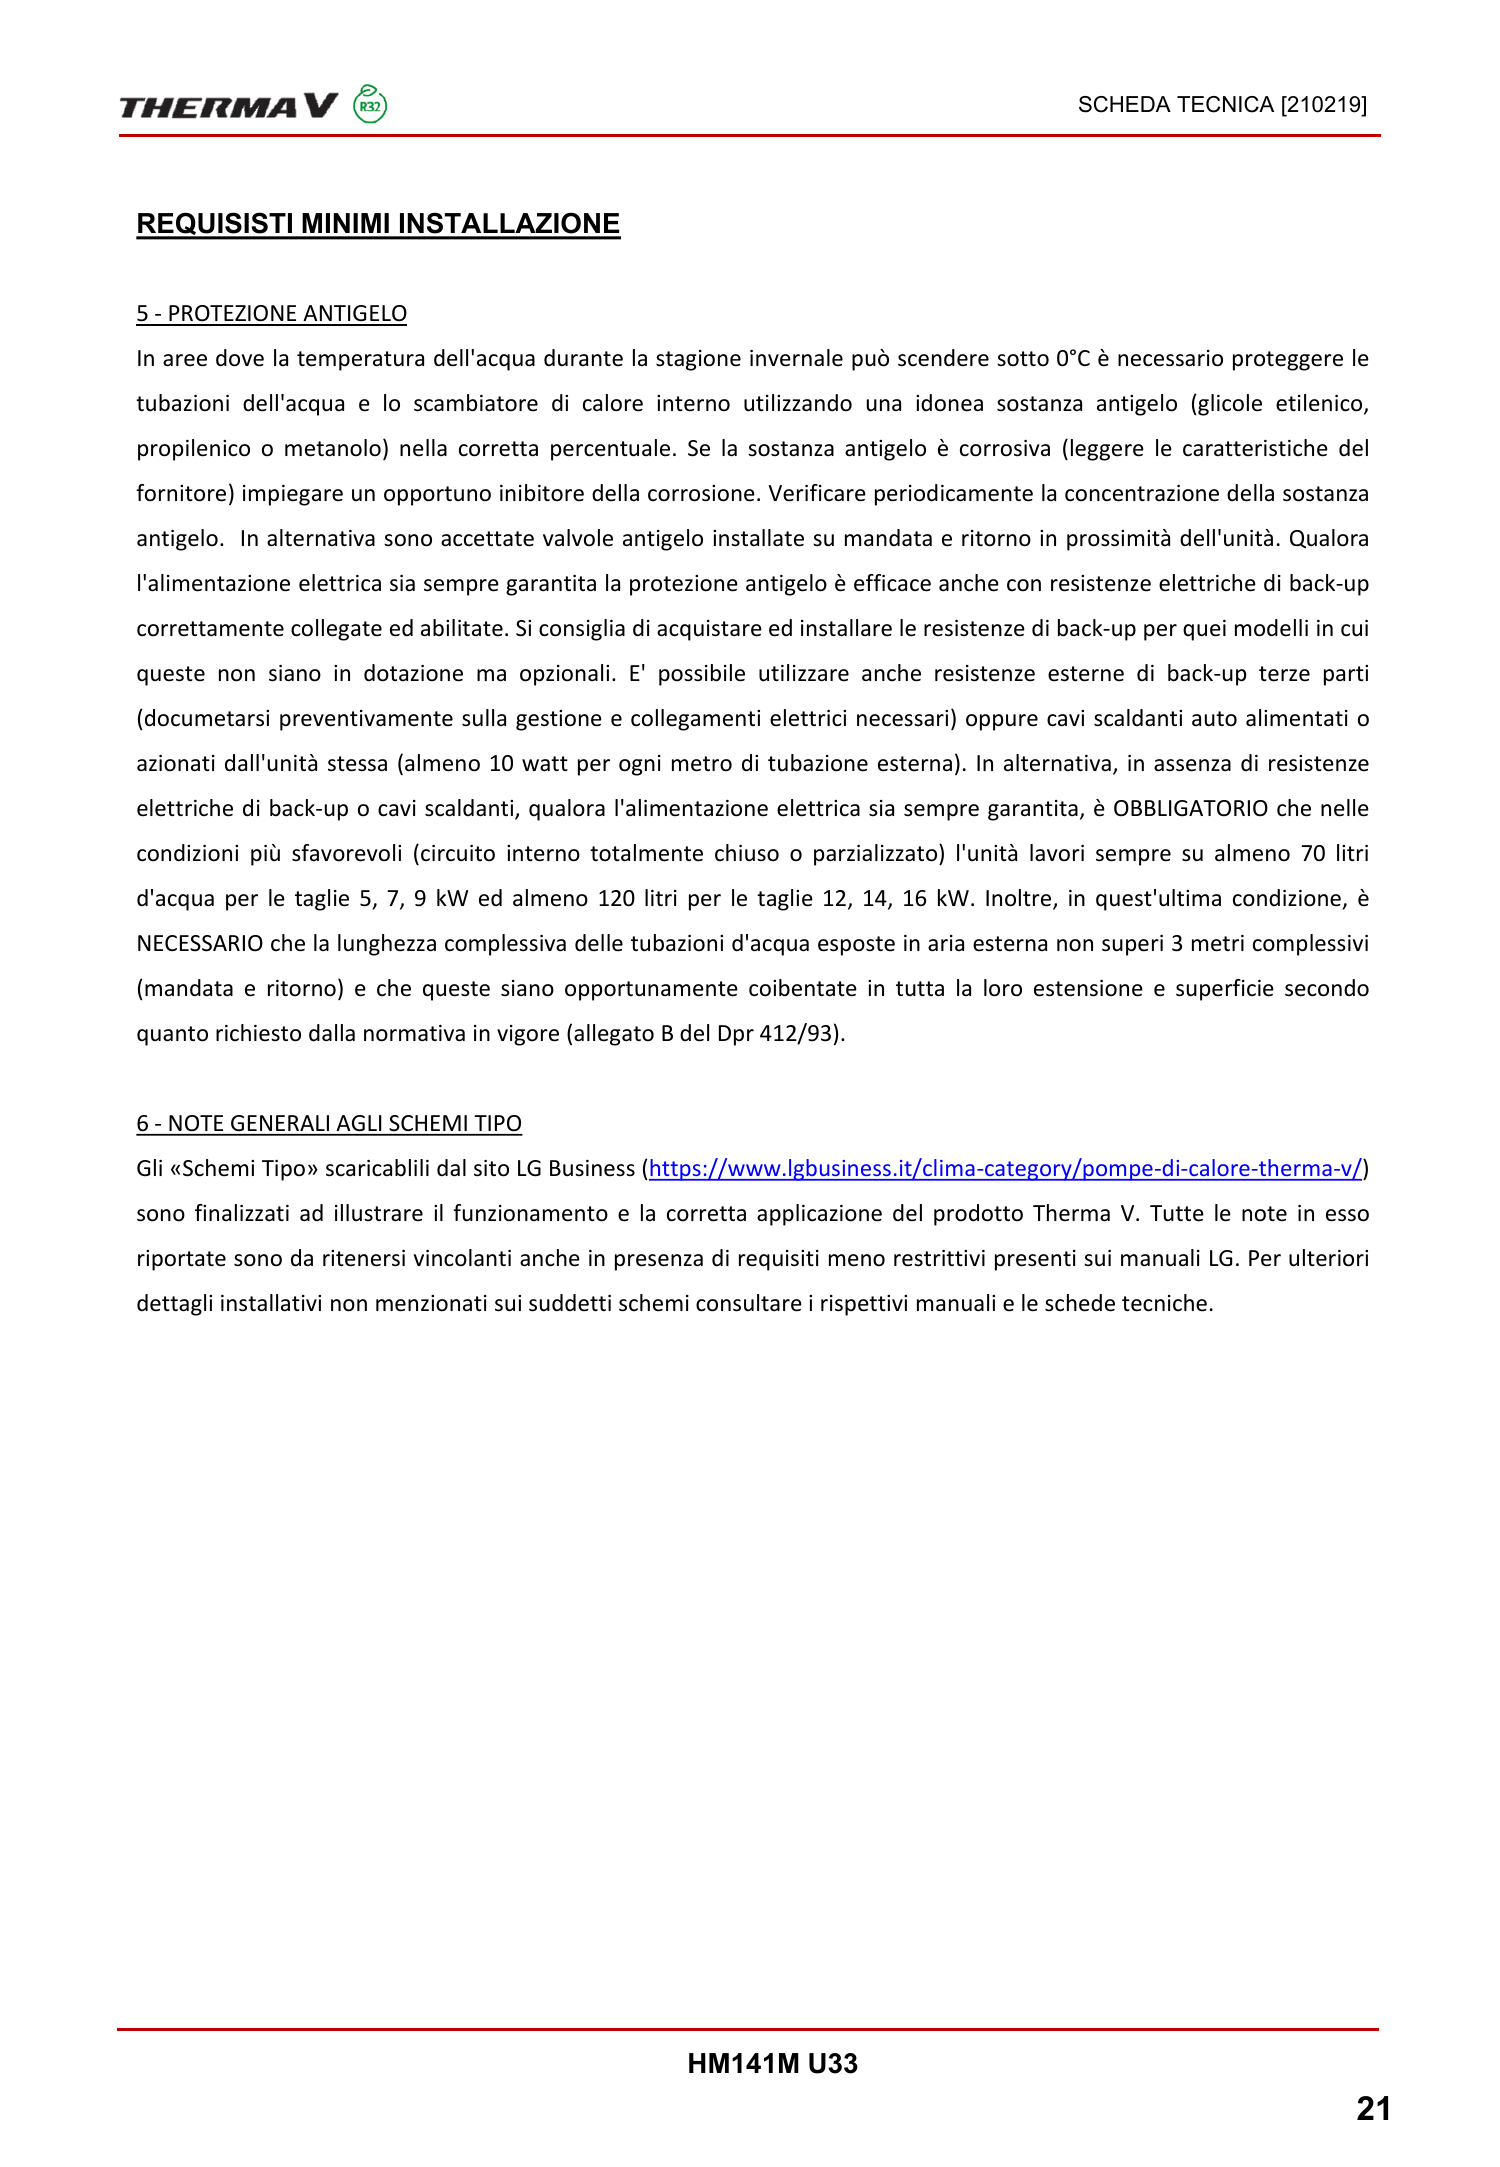 THERMA V R32
SCHEDA TECNICA [210219]
REQUISISTI MINIMI INSTALLAZIONE
5 - PROTEZIONE ANTIGELO
In aree dove la temperatura dell'acqua durante la stagione invernale può scendere sotto 0°C è necessario proteggere le
tubazioni dell'acqua e lo scambiatore di calore interno utilizzando una idonea sostanza antigelo (glicole etilenico,
propilenico o metanolo) nella corretta percentuale. Se la sostanza antigelo è corrosiva (leggere le caratteristiche del
fornitore) impiegare un opportuno inibitore della corrosione. Verificare periodicamente la concentrazione della sostanza
antigelo.  In alternativa sono accettate valvole antigelo installate su mandata e ritorno in prossimità dell'unità. Qualora
l'alimentazione elettrica sia sempre garantita la protezione antigelo è efficace anche con resistenze elettriche di back-up
correttamente collegate ed abilitate. Si consiglia di acquistare ed installare le resistenze di back-up per quei modelli in cui
queste non siano in dotazione ma opzionali. E' possibile utilizzare anche resistenze esterne di back-up terze parti
(documetarsi preventivamente sulla gestione e collegamenti elettrici necessari) oppure cavi scaldanti auto alimentati o
azionati dall'unità stessa (almeno 10 watt per ogni metro di tubazione esterna). In alternativa, in assenza di resistenze
elettriche di back-up o cavi scaldanti, qualora l'alimentazione elettrica sia sempre garantita, è OBBLIGATORIO che nelle
condizioni più sfavorevoli (circuito interno totalmente chiuso o parzializzato) l'unità lavori sempre su almeno 70 litri
d'acqua per le taglie 5, 7, 9 kW ed almeno 120 litri per le taglie 12, 14, 16 kW. Inoltre, in quest'ultima condizione, è
NECESSARIO che la lunghezza complessiva delle tubazioni d'acqua esposte in aria esterna non superi 3 metri complessivi
(mandata e ritorno) e che queste siano opportunamente coibentate in tutta la loro estensione e superficie secondo
quanto richiesto dalla normativa in vigore (allegato B del Dpr 412/93).
6 - NOTE GENERALI AGLI SCHEMI TIPO
Gli «Schemi Tipo» scaricablili dal sito LG Business (https://www.lgbusiness.it/clima-category/pompe-di-calore-therma-v/)
sono finalizzati ad illustrare il funzionamento e la corretta applicazione del prodotto Therma V. Tutte le note in esso
riportate sono da ritenersi vincolanti anche in presenza di requisiti meno restrittivi presenti sui manuali LG. Per ulteriori
dettagli installativi non menzionati sui suddetti schemi consultare i rispettivi manuali e le schede tecniche.
HM141M U33
21